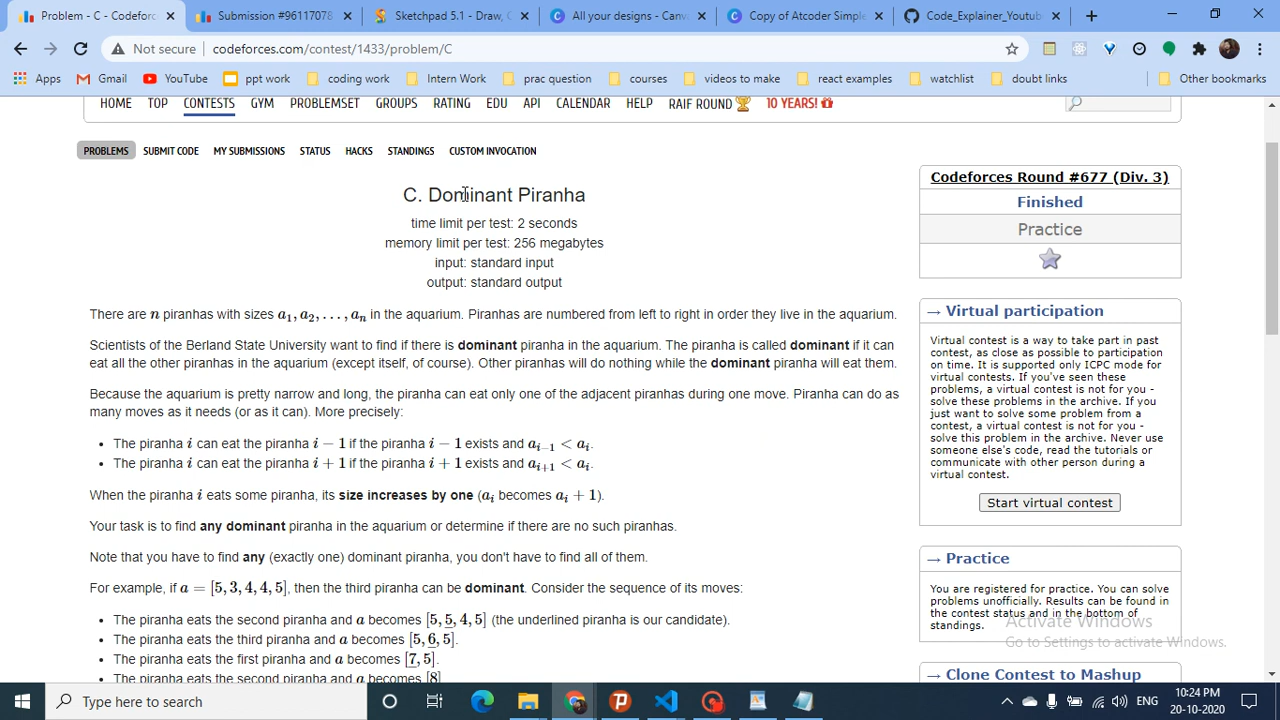 Problem - C - Codeforc
Submission #96117078
Sketchpad 5.1 - Draw, C
All your designs - Canv
Copy of Atcoder Simple
Code_Explainer_Youtub
Not secure
codeforces.com/contest/1433/problem/C
Apps
Gmail
YouTube
ppt work
coding work
Intern Work
prac question
courses
videos to make
react examples
watchlist
doubt links
Other bookmarks
HOME TOP CONTESTS GYM PROBLEMSET GROUPS RATING EDU API CALENDAR HELP RAIF ROUND 10 YEARS!
PROBLEMS SUBMIT CODE MY SUBMISSIONS STATUS HACKS STANDINGS CUSTOM INVOCATION
C. Dominant Piranha
time limit per test: 2 seconds
memory limit per test: 256 megabytes
input: standard input
output: standard output
There are n piranhas with sizes a₁, a₂, . . . , aₙ in the aquarium. Piranhas are numbered from left to right in order they live in the aquarium.
Scientists of the Berland State University want to find if there is dominant piranha in the aquarium. The piranha is called dominant if it can
eat all the other piranhas in the aquarium (except itself, of course). Other piranhas will do nothing while the dominant piranha will eat them.
Because the aquarium is pretty narrow and long, the piranha can eat only one of the adjacent piranhas during one move. Piranha can do as
many moves as it needs (or as it can). More precisely:
• The piranha i can eat the piranha i − 1 if the piranha i − 1 exists and aᵢ₋₁ < aᵢ.
• The piranha i can eat the piranha i + 1 if the piranha i + 1 exists and aᵢ₊₁ < aᵢ.
When the piranha i eats some piranha, its size increases by one (aᵢ becomes aᵢ + 1).
Your task is to find any dominant piranha in the aquarium or determine if there are no such piranhas.
Note that you have to find any (exactly one) dominant piranha, you don't have to find all of them.
For example, if a = [5, 3, 4, 4, 5], then the third piranha can be dominant. Consider the sequence of its moves:
• The piranha eats the second piranha and a becomes [5, 5, 4, 5] (the underlined piranha is our candidate).
• The piranha eats the third piranha and a becomes [5, 6, 5].
• The piranha eats the first piranha and a becomes [7, 5].
• The piranha eats the second piranha and a becomes [8]
Codeforces Round #677 (Div. 3)
Finished
Practice
→ Virtual participation
Virtual contest is a way to take part in past
contest, as close as possible to participation
on time. It is supported only ICPC mode for
virtual contests. If you've seen these
problems, a virtual contest is not for you -
solve these problems in the archive. If you
just want to solve some problem from a
contest, a virtual contest is not for you -
solve this problem in the archive. Never use
someone else's code, read the tutorials or
communicate with other person during a
virtual contest.
Start virtual contest
→ Practice
You are registered for practice. You can solve
problems unofficially. Results can be found
in the contest status and in the bottom of
standings.
Activate Windows
Go to Settings to activate Windows.
→ Clone Contest to Mashup
Type here to search
ENG
10:24 PM
20-10-2020